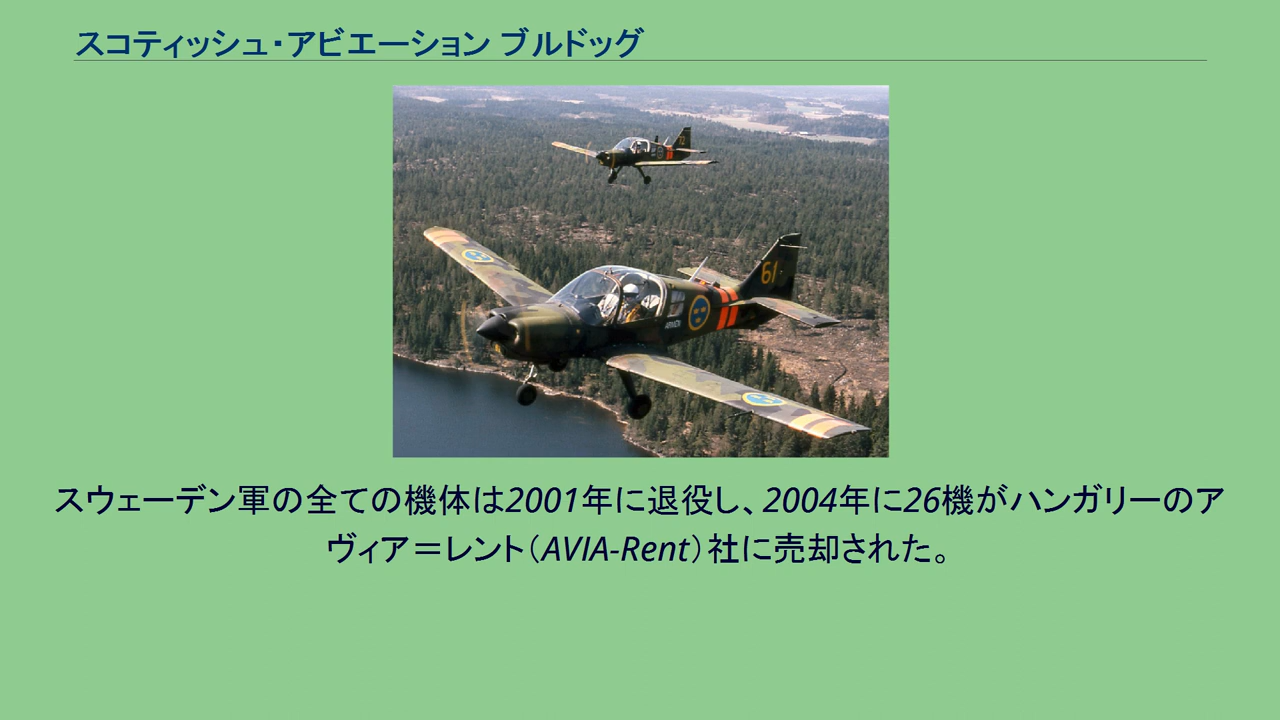 スコティッシュ・アビエーション ブルドッグ
61
スウェーデン軍の全ての機体は2001年に退役し、2004年に26機がハンガリーのア
ヴィア＝レント（AVIA-Rent）社に売却された。